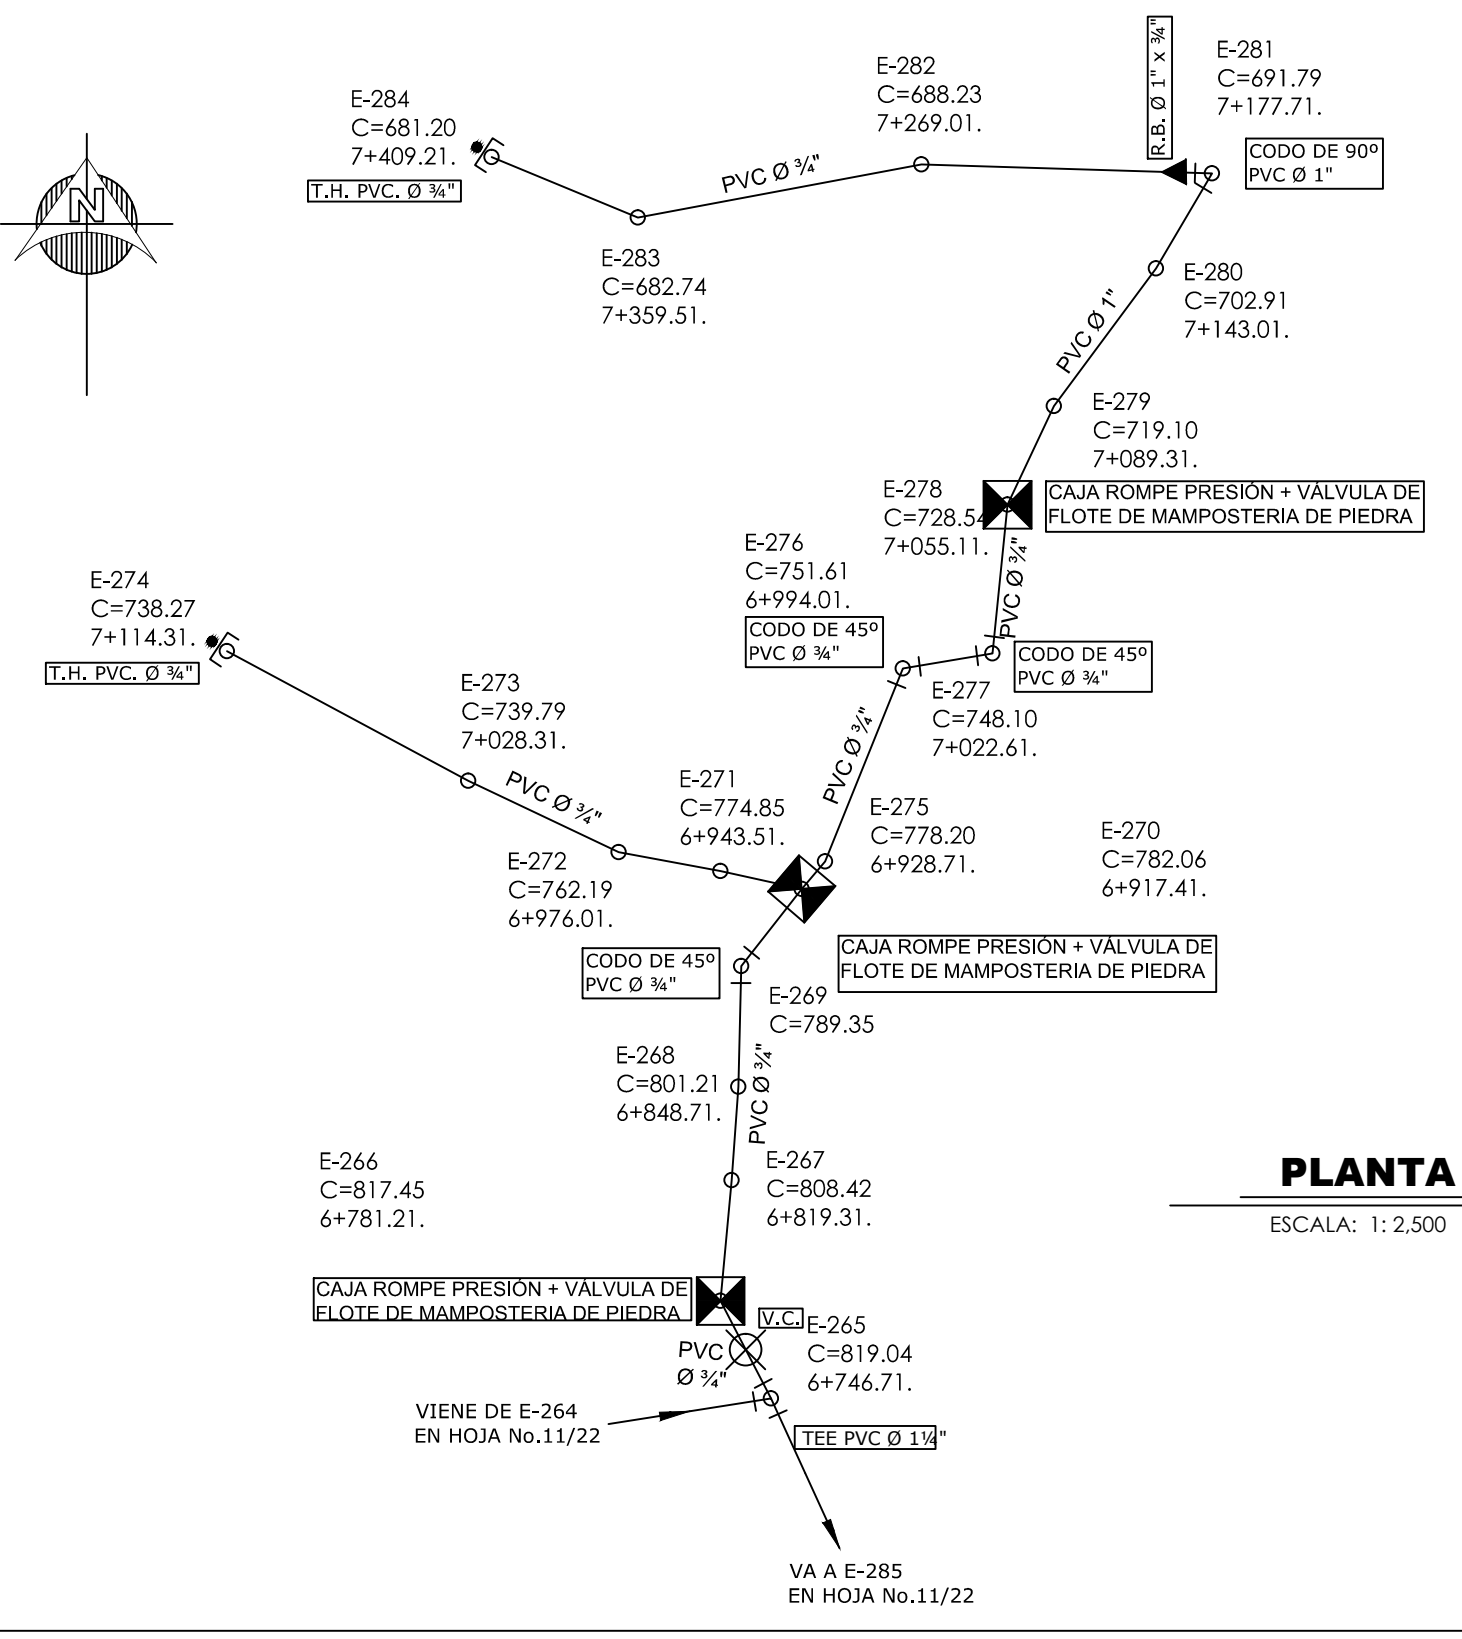 E-281
C=691.79
7+177.71.
R.B. Ø 1" x ¾"
CODO DE 90º
PVC Ø 1"
E-282
C=688.23
7+269.01.
E-284
C=681.20
7+409.21.
T.H. PVC. Ø ¾"
N
PVC Ø ¾"
E-283
C=682.74
7+359.51.
E-280
C=702.91
7+143.01.
PVC Ø 1"
E-279
C=719.10
7+089.31.
E-278
C=728.54
7+055.11.
CAJA ROMPE PRESIÓN + VÁLVULA DE
FLOTE DE MAMPOSTERIA DE PIEDRA
E-276
C=751.61
6+994.01.
CODO DE 45º
PVC Ø ¾"
PVC Ø ¾"
CODO DE 45º
PVC Ø ¾"
E-274
C=738.27
7+114.31.
T.H. PVC. Ø ¾"
E-277
C=748.10
7+022.61.
E-273
C=739.79
7+028.31.
PVC Ø ¾"
PVC Ø ¾"
E-271
C=774.85
6+943.51.
E-275
C=778.20
6+928.71.
E-270
C=782.06
6+917.41.
E-272
C=762.19
6+976.01.
CAJA ROMPE PRESIÓN + VÁLVULA DE
FLOTE DE MAMPOSTERIA DE PIEDRA
CODO DE 45º
PVC Ø ¾"
E-269
C=789.35
E-268
C=801.21
6+848.71.
PVC Ø ¾"
E-266
C=817.45
6+781.21.
E-267
C=808.42
6+819.31.
PLANTA
ESCALA: 1: 2,500
CAJA ROMPE PRESIÓN + VÁLVULA DE
FLOTE DE MAMPOSTERIA DE PIEDRA
V.C.
E-265
C=819.04
6+746.71.
PVC
Ø ¾"
VIENE DE E-264
EN HOJA No.11/22
TEE PVC Ø 1¼"
VA A E-285
EN HOJA No.11/22